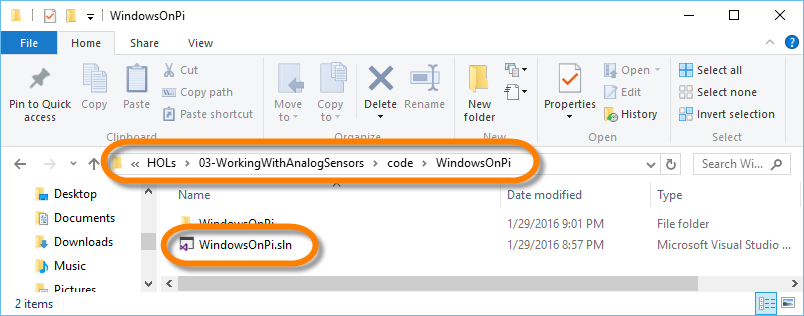 WindowsOnPi
File Home Share View
Pin to Quick access
Copy
Paste
Cut
Copy path
Paste shortcut
Clipboard
Move to
Copy to
Delete
Rename
Organize
New folder
New
Properties
Open
Edit
History
Open
Select all
Select none
Invert selection
Select
« HOLs > 03-WorkingWithAnalogSensors > code > WindowsOnPi
Search Wi...
Name Date modified Type
Desktop
Documents
Downloads
Music
Pictures
WindowsOnPi 1/29/2016 9:01 PM File folder
WindowsOnPi.sln 1/29/2016 8:57 PM Microsoft Visual Studio ...
2 items